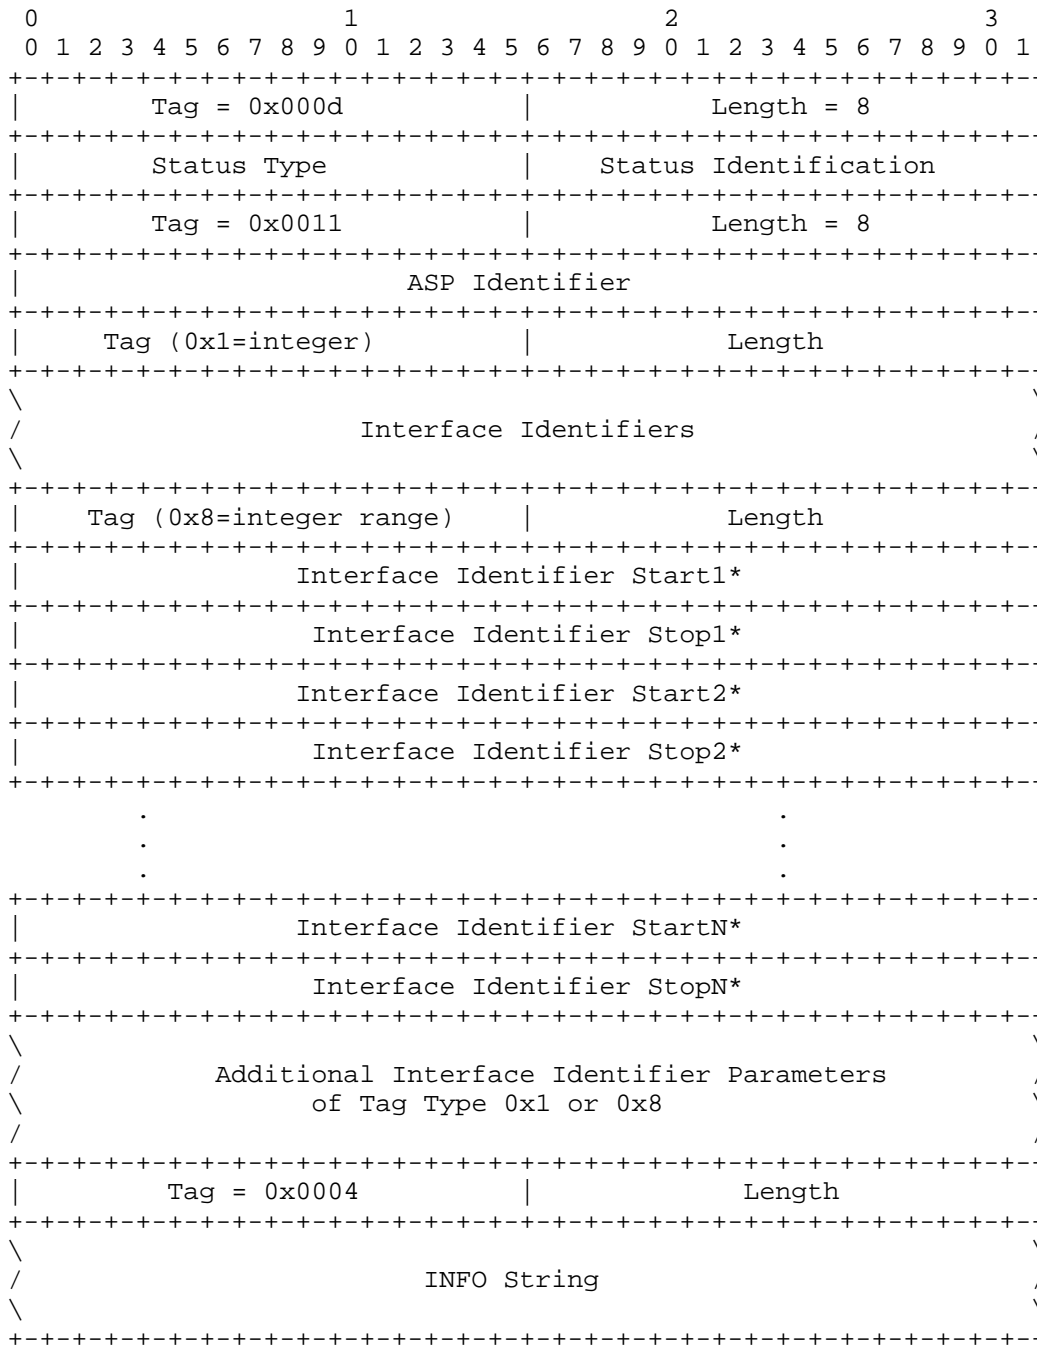 0                   1                   2                   3
 0 1 2 3 4 5 6 7 8 9 0 1 2 3 4 5 6 7 8 9 0 1 2 3 4 5 6 7 8 9 0 1
+-+-+-+-+-+-+-+-+-+-+-+-+-+-+-+-+-+-+-+-+-+-+-+-+-+-+-+-+-+-+-+-
|        Tag = 0x000d           |           Length = 8
+-+-+-+-+-+-+-+-+-+-+-+-+-+-+-+-+-+-+-+-+-+-+-+-+-+-+-+-+-+-+-+-
|        Status Type            |    Status Identification
+-+-+-+-+-+-+-+-+-+-+-+-+-+-+-+-+-+-+-+-+-+-+-+-+-+-+-+-+-+-+-+-
|        Tag = 0x0011           |           Length = 8
+-+-+-+-+-+-+-+-+-+-+-+-+-+-+-+-+-+-+-+-+-+-+-+-+-+-+-+-+-+-+-+-
|                        ASP Identifier
+-+-+-+-+-+-+-+-+-+-+-+-+-+-+-+-+-+-+-+-+-+-+-+-+-+-+-+-+-+-+-+-
|     Tag (0x1=integer)         |            Length
+-+-+-+-+-+-+-+-+-+-+-+-+-+-+-+-+-+-+-+-+-+-+-+-+-+-+-+-+-+-+-+-
\                                                               \
/                     Interface Identifiers                     /
\                                                               \
+-+-+-+-+-+-+-+-+-+-+-+-+-+-+-+-+-+-+-+-+-+-+-+-+-+-+-+-+-+-+-+-
|    Tag (0x8=integer range)    |            Length
+-+-+-+-+-+-+-+-+-+-+-+-+-+-+-+-+-+-+-+-+-+-+-+-+-+-+-+-+-+-+-+-
|                 Interface Identifier Start1*
+-+-+-+-+-+-+-+-+-+-+-+-+-+-+-+-+-+-+-+-+-+-+-+-+-+-+-+-+-+-+-+-
|                  Interface Identifier Stop1*
+-+-+-+-+-+-+-+-+-+-+-+-+-+-+-+-+-+-+-+-+-+-+-+-+-+-+-+-+-+-+-+-
|                 Interface Identifier Start2*
+-+-+-+-+-+-+-+-+-+-+-+-+-+-+-+-+-+-+-+-+-+-+-+-+-+-+-+-+-+-+-+-
|                  Interface Identifier Stop2*
+-+-+-+-+-+-+-+-+-+-+-+-+-+-+-+-+-+-+-+-+-+-+-+-+-+-+-+-+-+-+-+-
        .                                       .
        .                                       .
        .                                       .
+-+-+-+-+-+-+-+-+-+-+-+-+-+-+-+-+-+-+-+-+-+-+-+-+-+-+-+-+-+-+-+-
|                 Interface Identifier StartN*
+-+-+-+-+-+-+-+-+-+-+-+-+-+-+-+-+-+-+-+-+-+-+-+-+-+-+-+-+-+-+-+-
|                  Interface Identifier StopN*
+-+-+-+-+-+-+-+-+-+-+-+-+-+-+-+-+-+-+-+-+-+-+-+-+-+-+-+-+-+-+-+-
\                                                               \
/            Additional Interface Identifier Parameters         /
\                  of Tag Type 0x1 or 0x8                       \
/                                                               /
+-+-+-+-+-+-+-+-+-+-+-+-+-+-+-+-+-+-+-+-+-+-+-+-+-+-+-+-+-+-+-+-
|         Tag = 0x0004          |             Length
+-+-+-+-+-+-+-+-+-+-+-+-+-+-+-+-+-+-+-+-+-+-+-+-+-+-+-+-+-+-+-+-
\                                                               \
/                         INFO String                           /
\                                                               \
+-+-+-+-+-+-+-+-+-+-+-+-+-+-+-+-+-+-+-+-+-+-+-+-+-+-+-+-+-+-+-+-